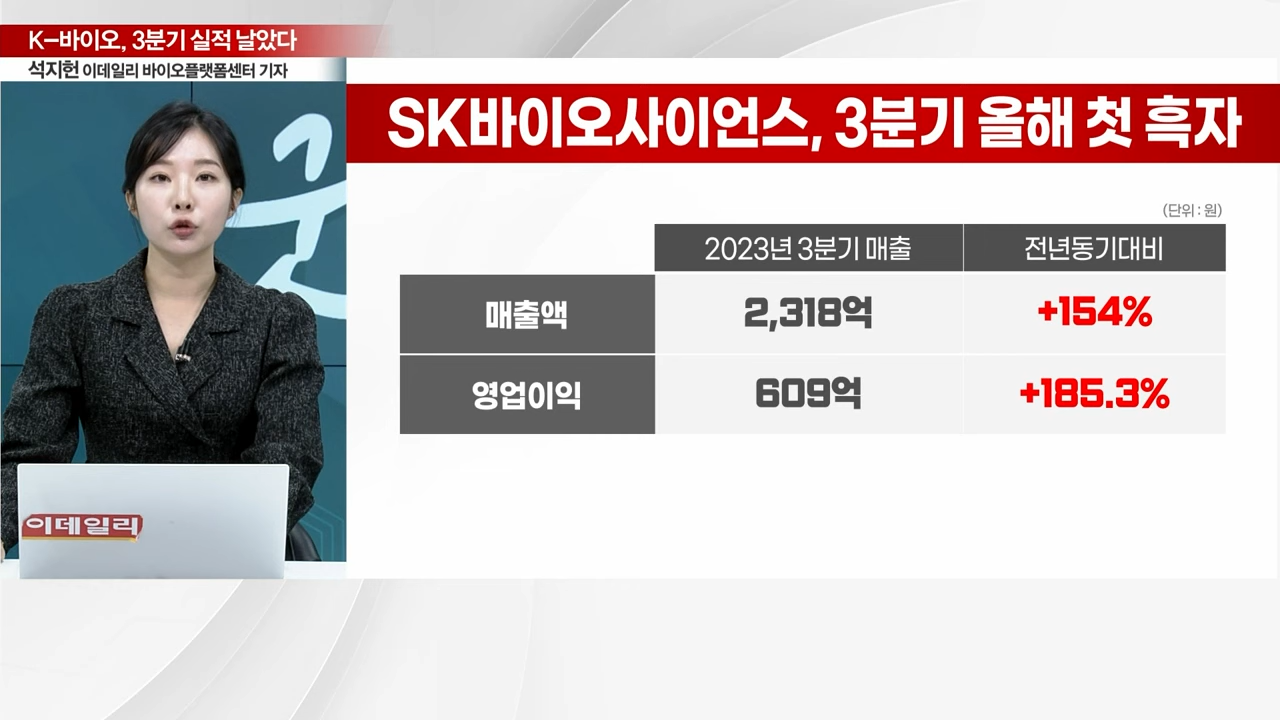 K-바이오, 3분기 실적 날았다
석지헌 이데일리 바이오플랫폼센터 기자
SK바이오사이언스, 3분기 올해 첫 흑자
(단위 : 원)
2023년 3분기 매출 전년동기대비
매출액 2,318억 +154%
영업이익 609억 +185.3%
이데일리